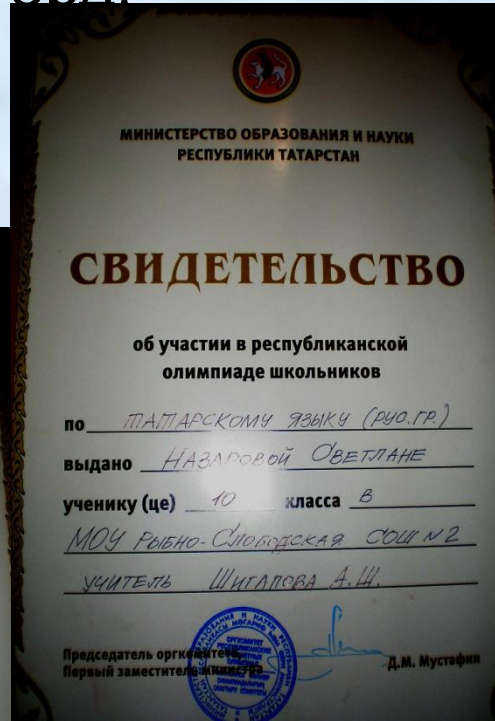 МИНИСТЕРСТВО ОБРАЗОВАНИЯ И НАУКИ
РЕСПУБЛИКИ ТАТАРСТАН
СВИДЕТЕЛЬСТВО
об участии в республиканской
олимпиаде школьников
по ТАТАРСКОМУ ЯЗЫКУ (РУС.ГР.)
выдано НАЗАРОВОЙ СВЕТЛАНЕ
ученику (це) 10 класса В
МОУ РЫБНО-СЛОБОДСКАЯ СОШ N2
УЧИТЕЛЬ ШИГАПОВА А.Ш.
Председатель оргкомитета,
Первый заместитель министра
Д.М. Мустафин